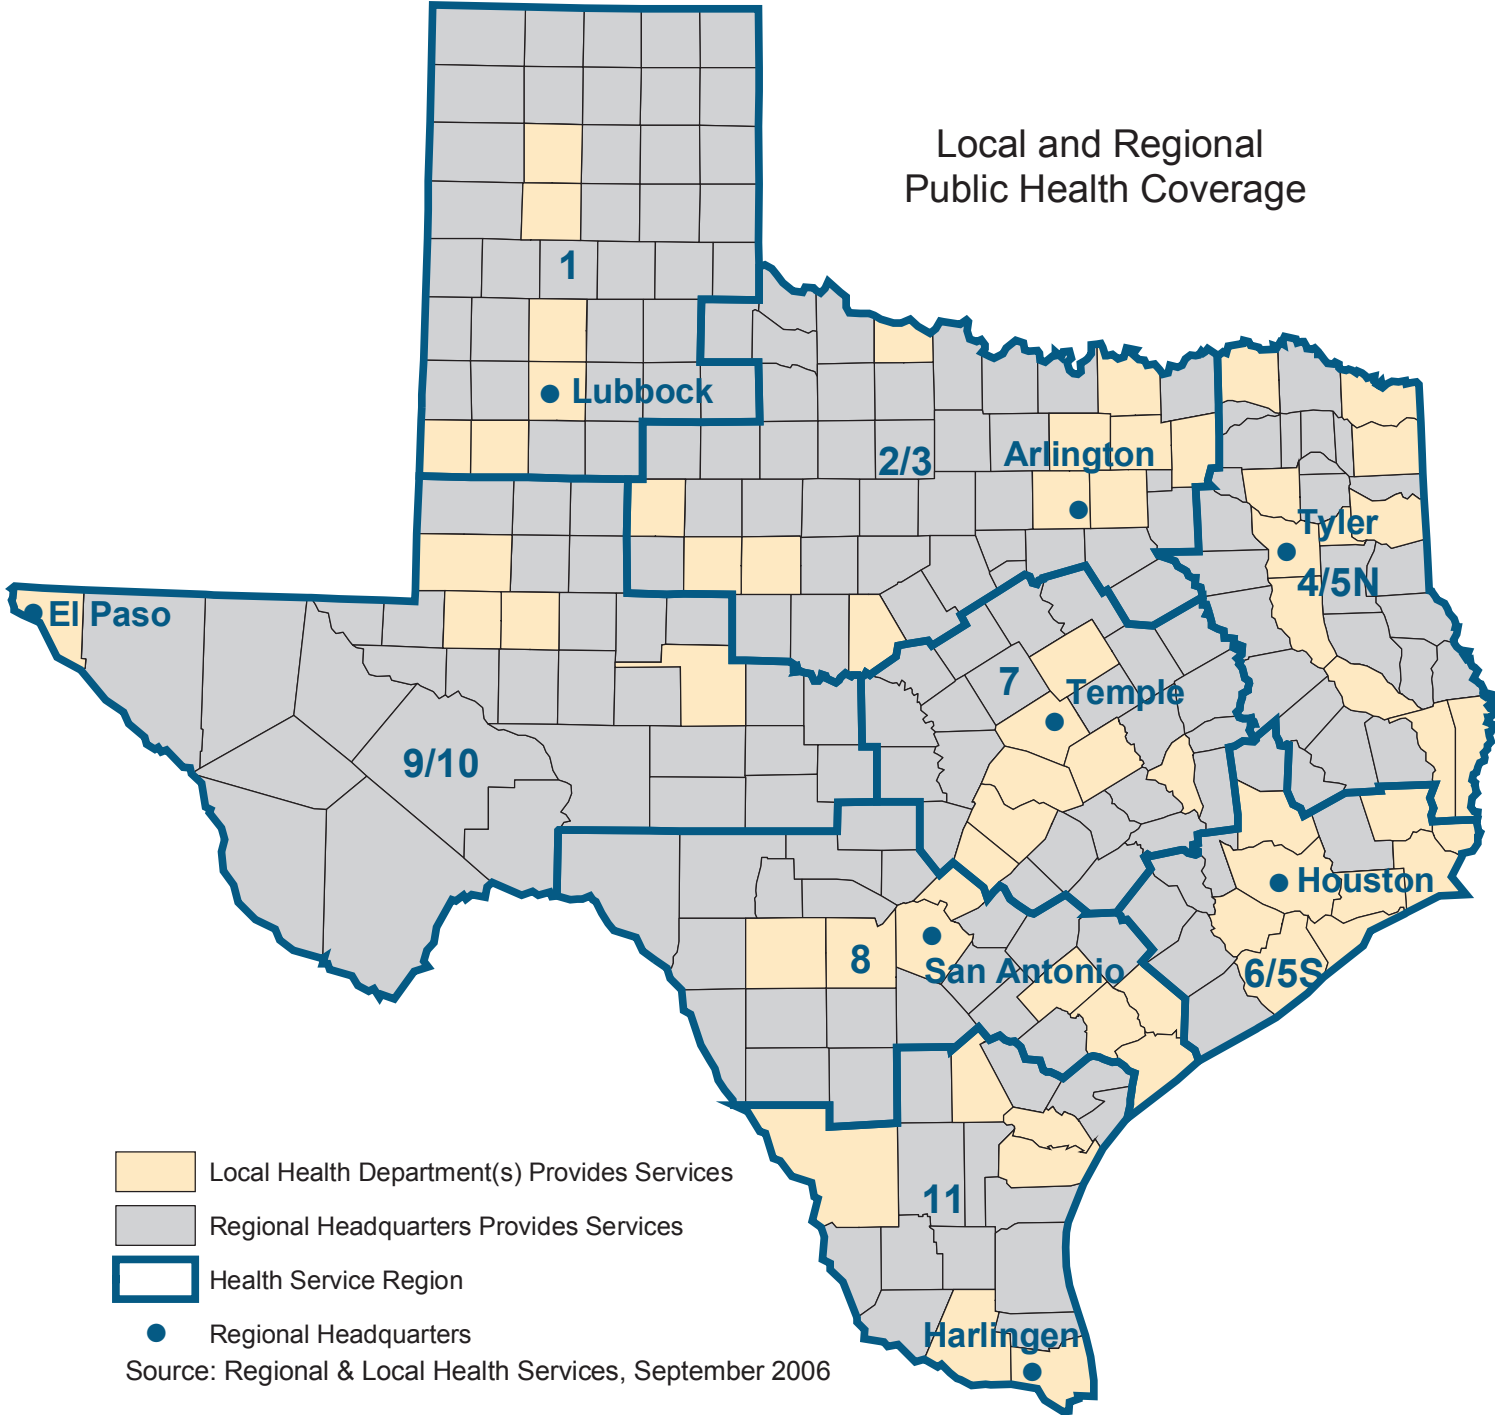 Local and Regional
Public Health Coverage
1
Lubbock
2/3
Arlington
Tyler
4/5N
El Paso
7
Temple
9/10
Houston
8
San Antonio
6/5S
11
Harlingen
Local Health Department(s) Provides Services
Regional Headquarters Provides Services
Health Service Region
Regional Headquarters
Source: Regional & Local Health Services, September 2006